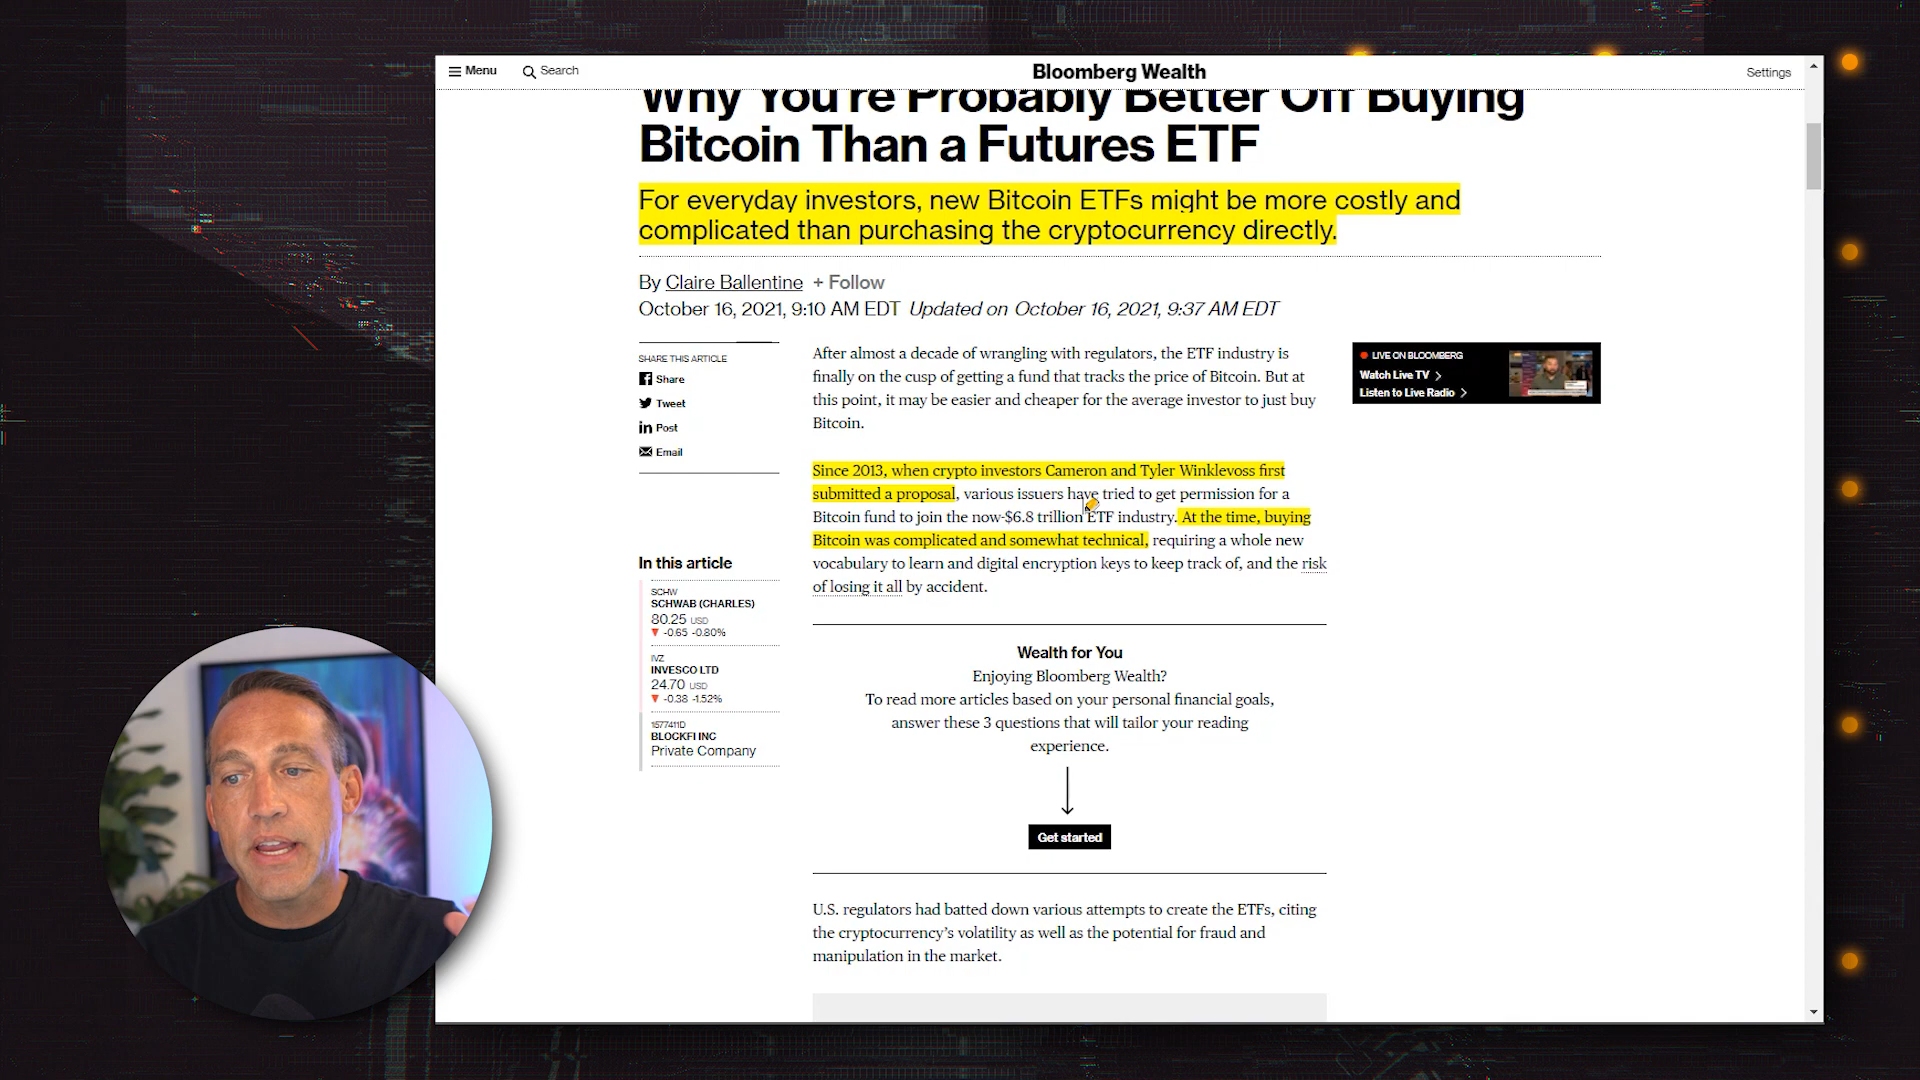 Menu
Search
Bloomberg Wealth
Settings
Why You're Probably Better Off Buying
Bitcoin Than a Futures ETF
For everyday investors, new Bitcoin ETFs might be more costly and
complicated than purchasing the cryptocurrency directly.
By Claire Ballentine + Follow
October 16, 2021, 9:10 AM EDT Updated on October 16, 2021, 9:37 AM EDT
SHARE THIS ARTICLE
Share
Tweet
Post
Email
In this article
SCHW
SCHWAB (CHARLES)
80.25 USD
▼ -0.65 -0.80%
IVZ
INVESCO LTD
24.70 USD
▼ -0.38 -1.52%
1577411D
BLOCKFI INC
Private Company
After almost a decade of wrangling with regulators, the ETF industry is
finally on the cusp of getting a fund that tracks the price of Bitcoin. But at
this point, it may be easier and cheaper for the average investor to just buy
Bitcoin.
Since 2013, when crypto investors Cameron and Tyler Winklevoss first
submitted a proposal, various issuers have tried to get permission for a
Bitcoin fund to join the now-$6.8 trillion ETF industry. At the time, buying
Bitcoin was complicated and somewhat technical, requiring a whole new
vocabulary to learn and digital encryption keys to keep track of, and the risk
of losing it all by accident.
Wealth for You
Enjoying Bloomberg Wealth?
To read more articles based on your personal financial goals,
answer these 3 questions that will tailor your reading
experience.
Get started
U.S. regulators had batted down various attempts to create the ETFs, citing
the cryptocurrency's volatility as well as the potential for fraud and
manipulation in the market.
LIVE ON BLOOMBERG
Watch Live TV
Listen to Live Radio